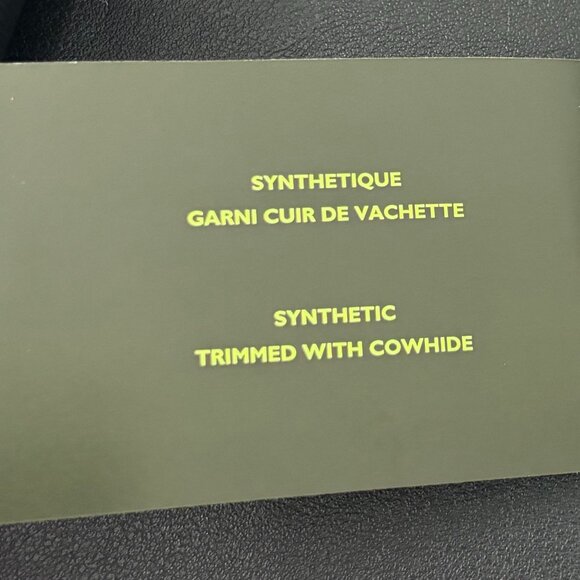 SYNTHETIQUE
GARNI CUIR DE VACHETTE
SYNTHETIC
TRIMMED WITH COWHIDE